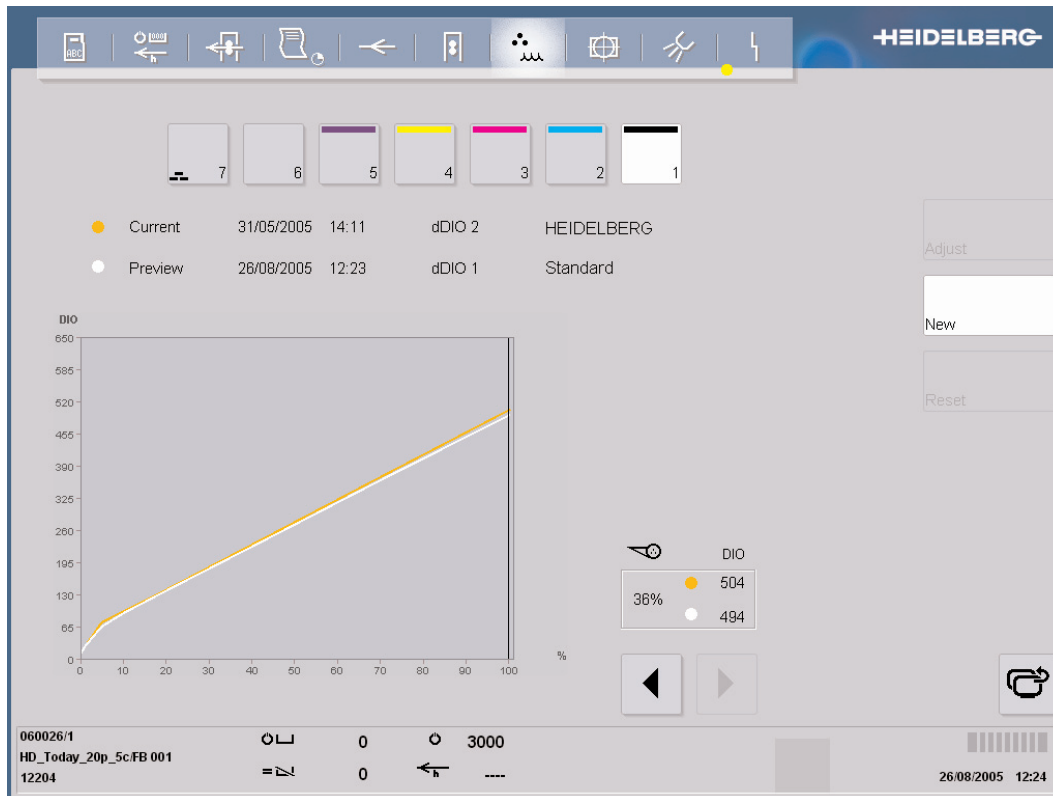 ABC
h
HEIDELBERG
7 6 5 4 3 2 1
Current 31/05/2005 14:11 dDIO 2 HEIDELBERG
Preview 26/08/2005 12:23 dDIO 1 Standard
Adjust
New
Reset
DIO
650
585
520
455
390
325
260
195
130
65
0
0 10 20 30 40 50 60 70 80 90 100
%
DIO
36%
504
494
060026/1
HD_Today_20p_5c/FB 001
12204
0 3000
= 0 h ----
26/08/2005 12:24